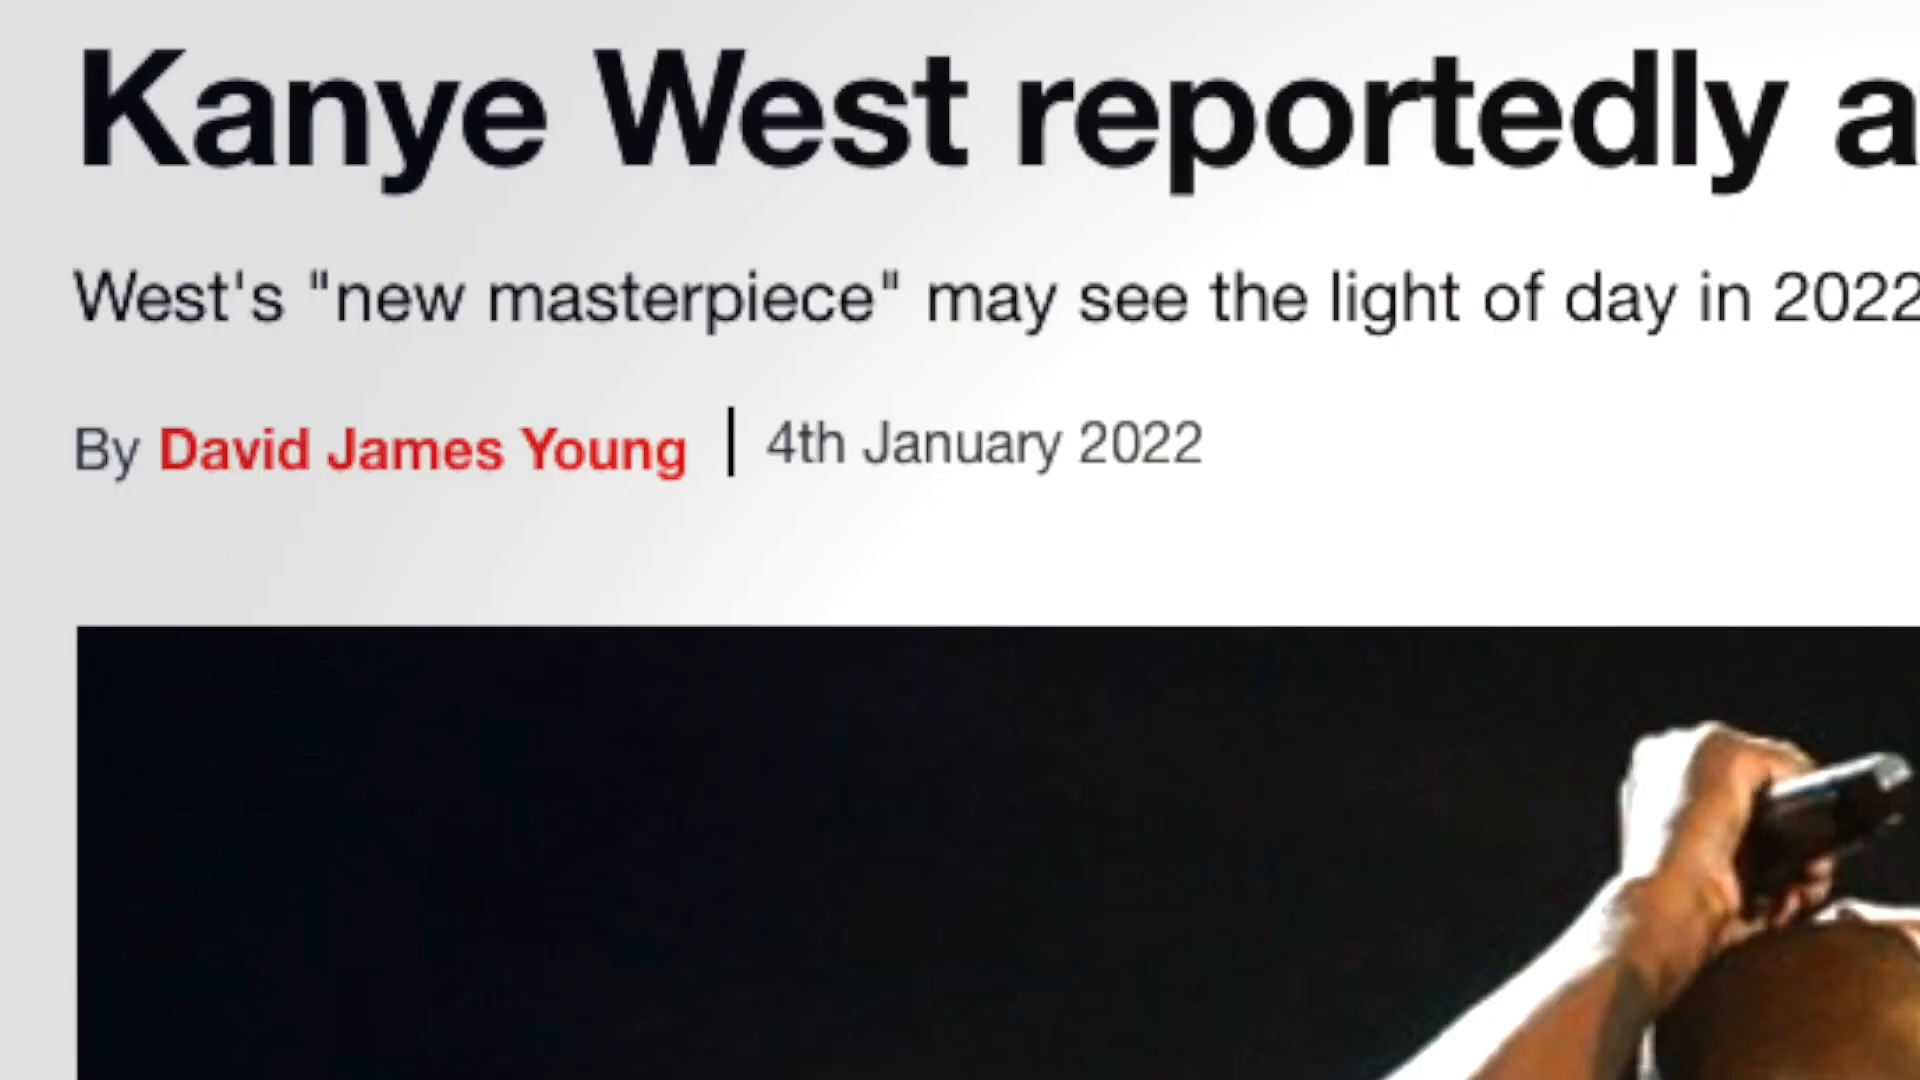 Kanye West reportedly a
West's "new masterpiece" may see the light of day in 2022
By David James Young | 4th January 2022